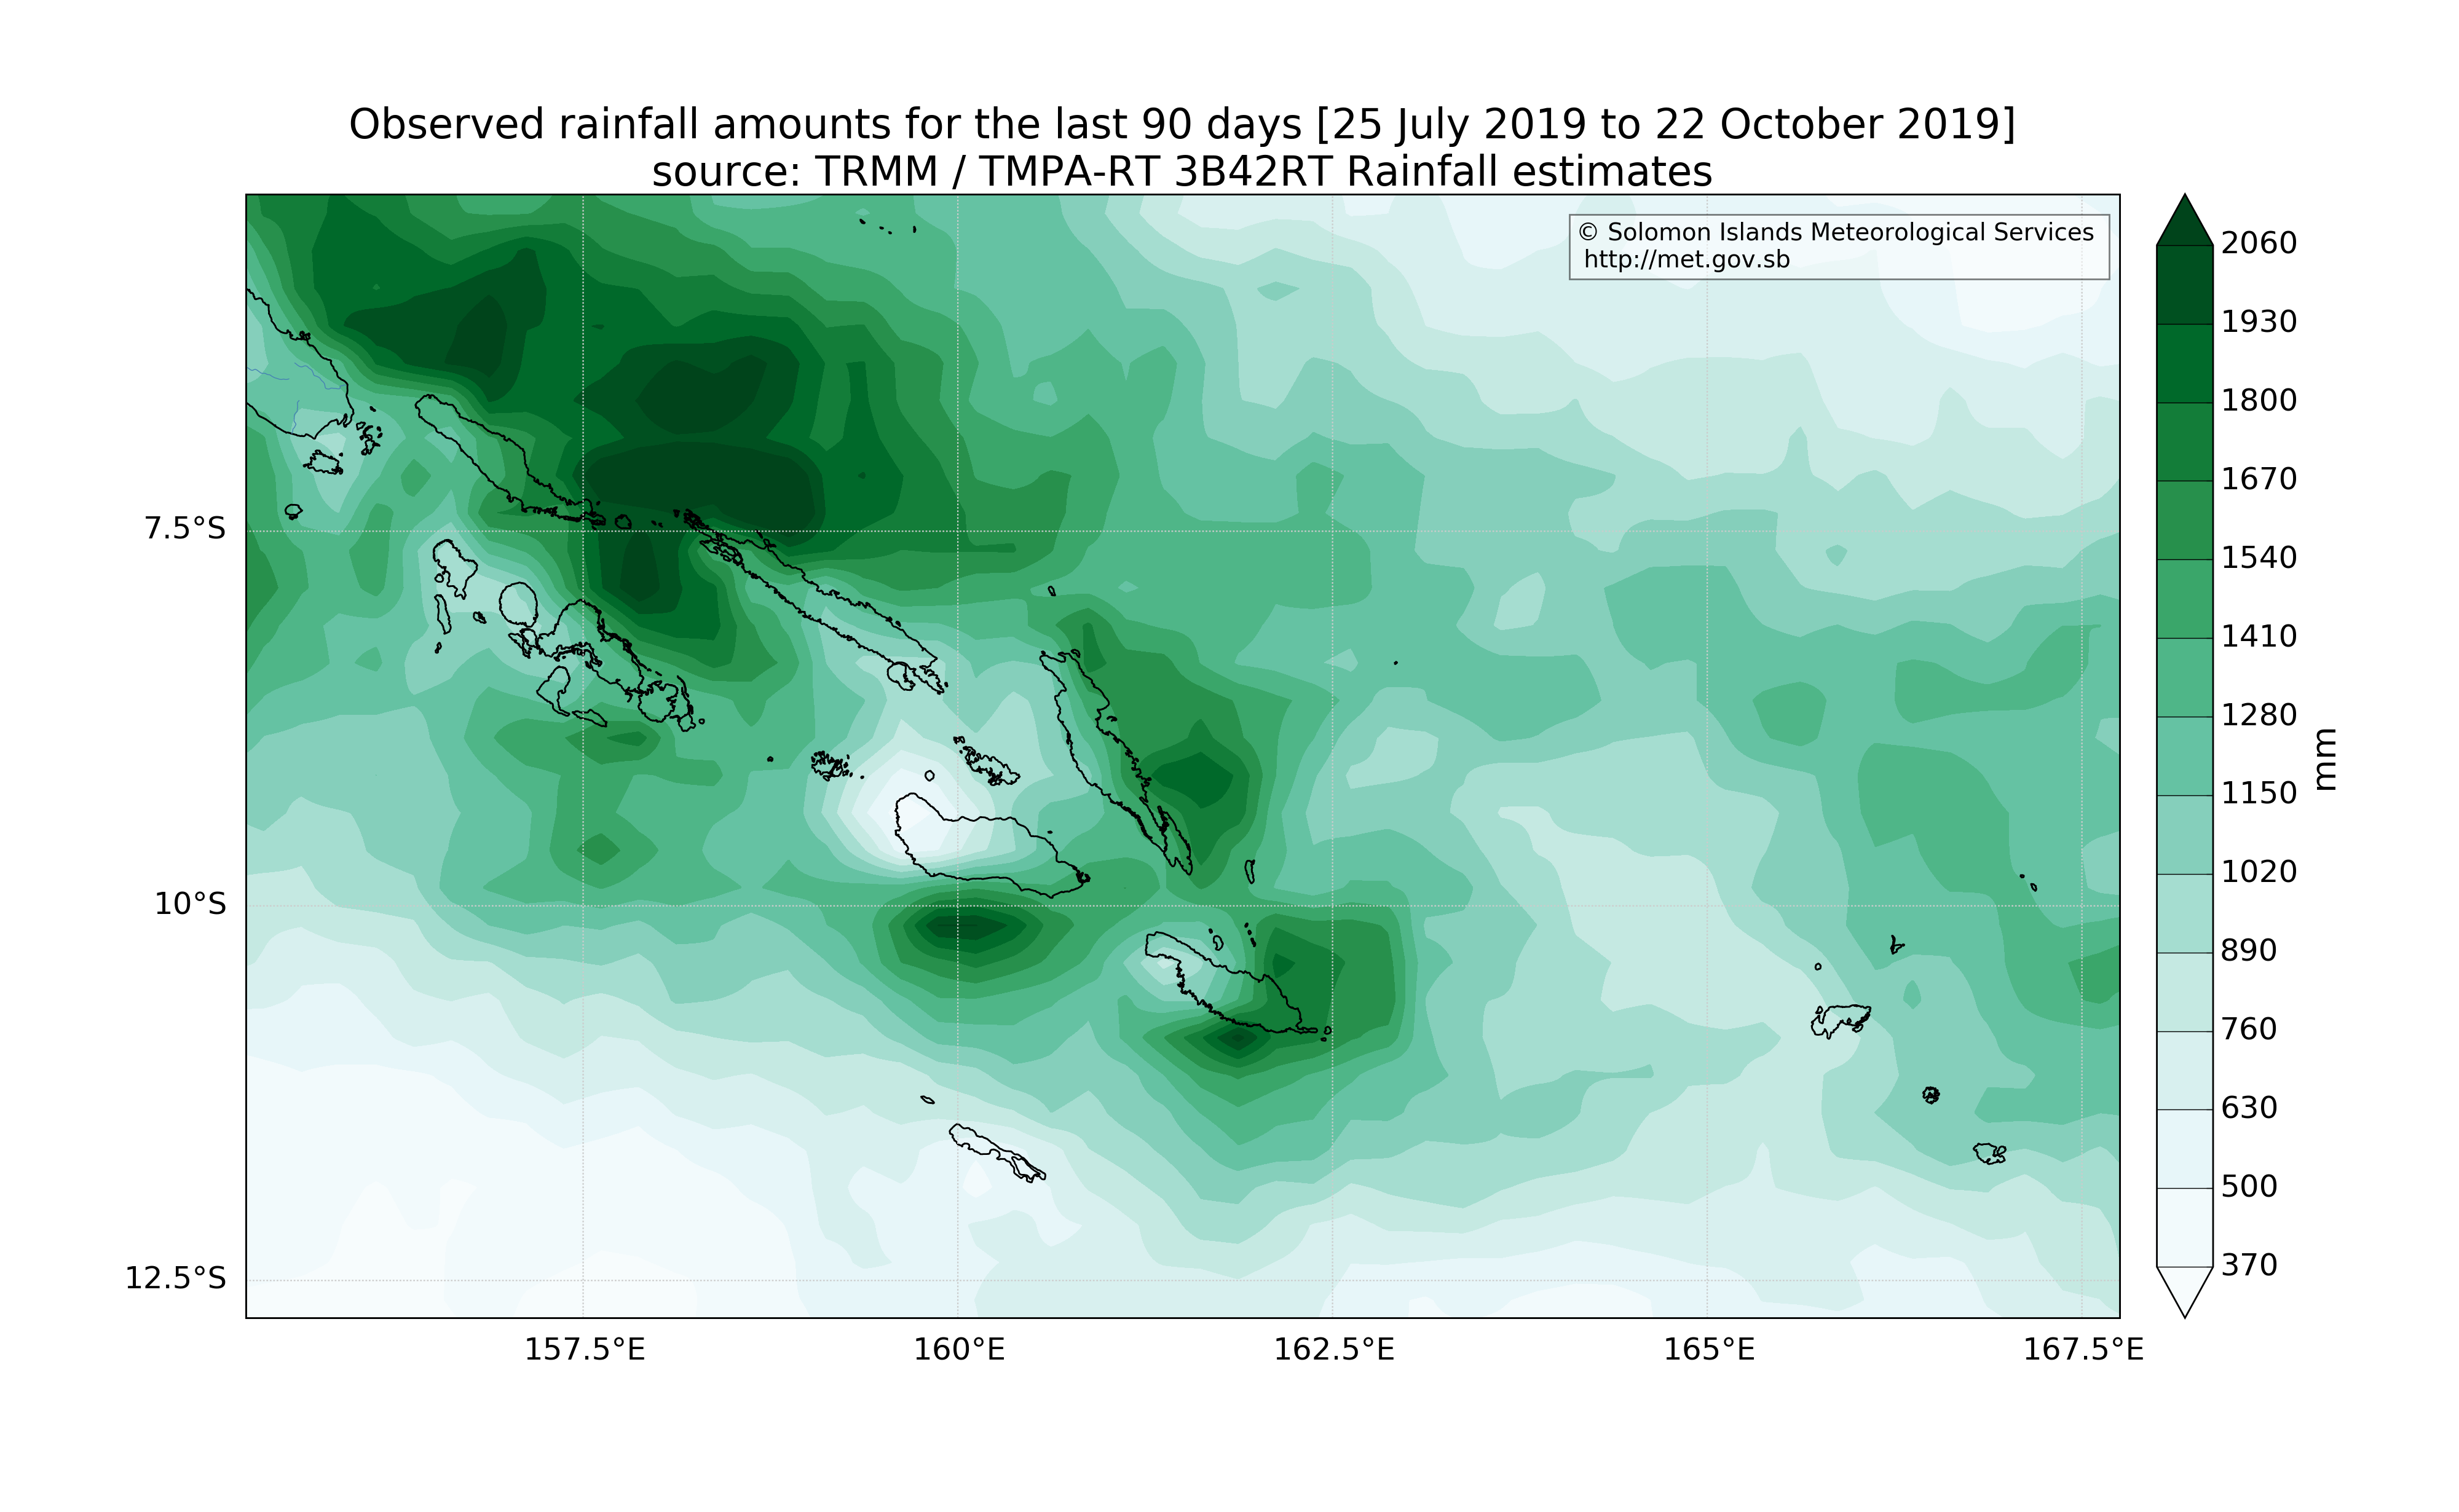 Observed rainfall amounts for the last 90 days [25 July 2019 to 22 October 2019]
source: TRMM / TMPA-RT 3B42RT Rainfall estimates
© Solomon Islands Meteorological Services
http://met.gov.sb
7.5°S
10°S
12.5°S
157.5°E
160°E
162.5°E
165°E
167.5°E
2060
1930
1800
1670
1540
1410
1280
1150
1020
890
760
630
500
370
mm